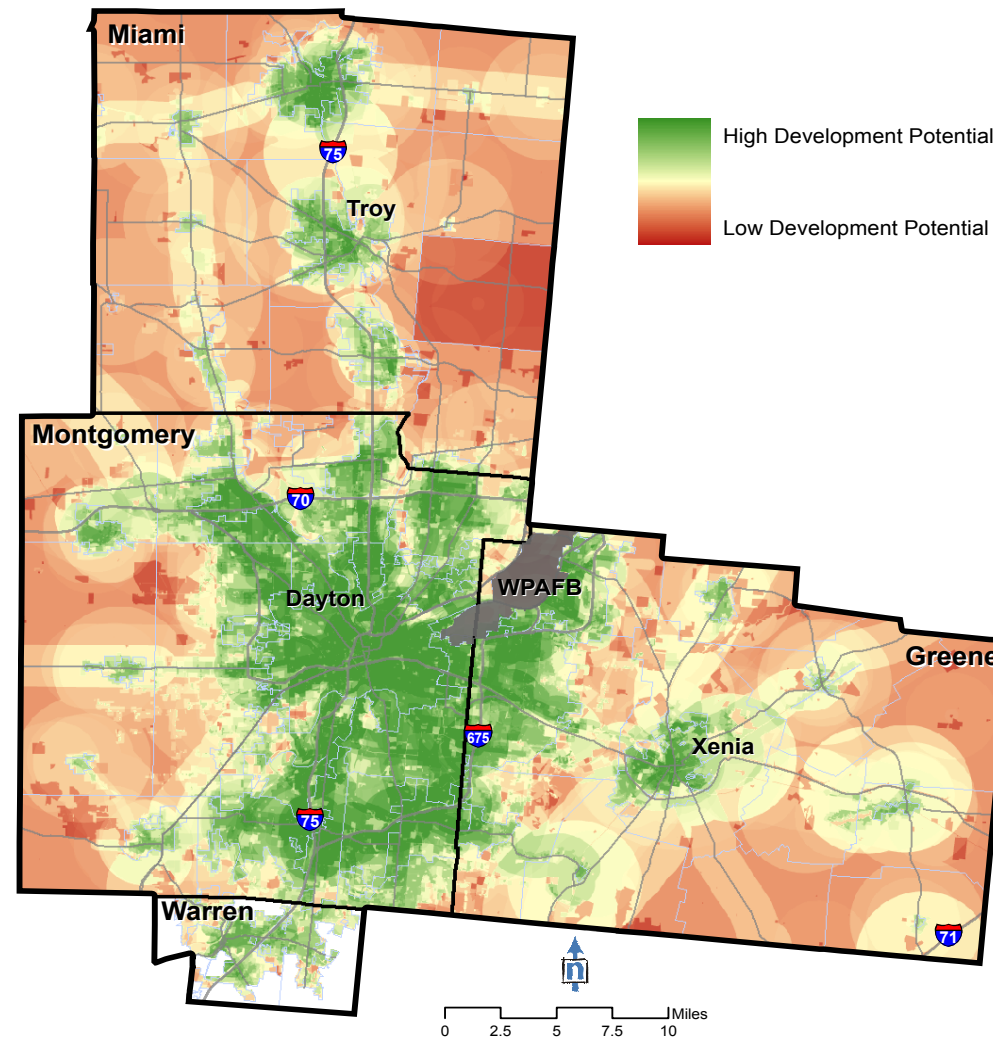 Miami
75
High Development Potential
Low Development Potential
Troy
Montgomery
70
WPAFB
Dayton
Greene
675
Xenia
75
Warren
71
n
Miles
0 2.5 5 7.5 10